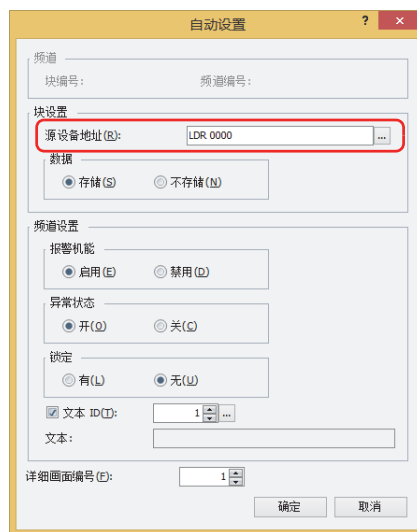 自动设置
?
×
频道
块编号:
频道编号:
块设置
源设备地址(R):
LDR 0000
...
数据
存储(S)
不存储(N)
频道设置
报警机能
启用(E)
禁用(D)
异常状态
开(O)
关(C)
锁定
有(L)
无(U)
文本 ID(T):
1
...
文本:
详细画面编号(F):
1
确定
取消